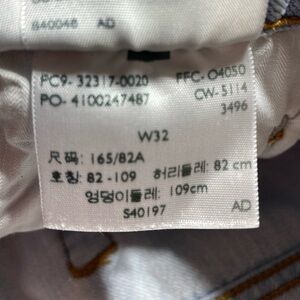 840048 AD
PC9- 32317-0020 FFC- 04050
PO- 4100247487 CW- 5114
3496
W32
尺码: 165/82A
호칭: 82 -109 허리둘레: 82 cm
엉덩이둘레: 109cm
S40197 AD